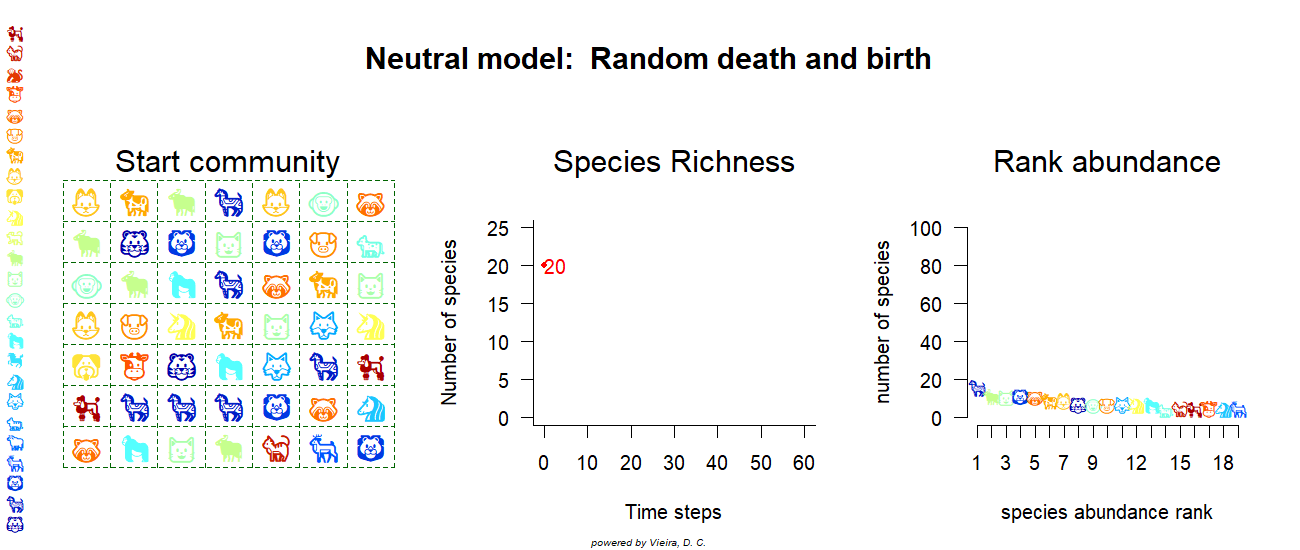 Neutral model:  Random death and birth
Start community
Species Richness
Rank abundance
Number of species
25
20
15
10
5
0
20
0 10 20 30 40 50 60
Time steps
number of species
100
80
60
40
20
0
1 3 5 7 9 12 15 18
species abundance rank
powered by Vieira, D. C.